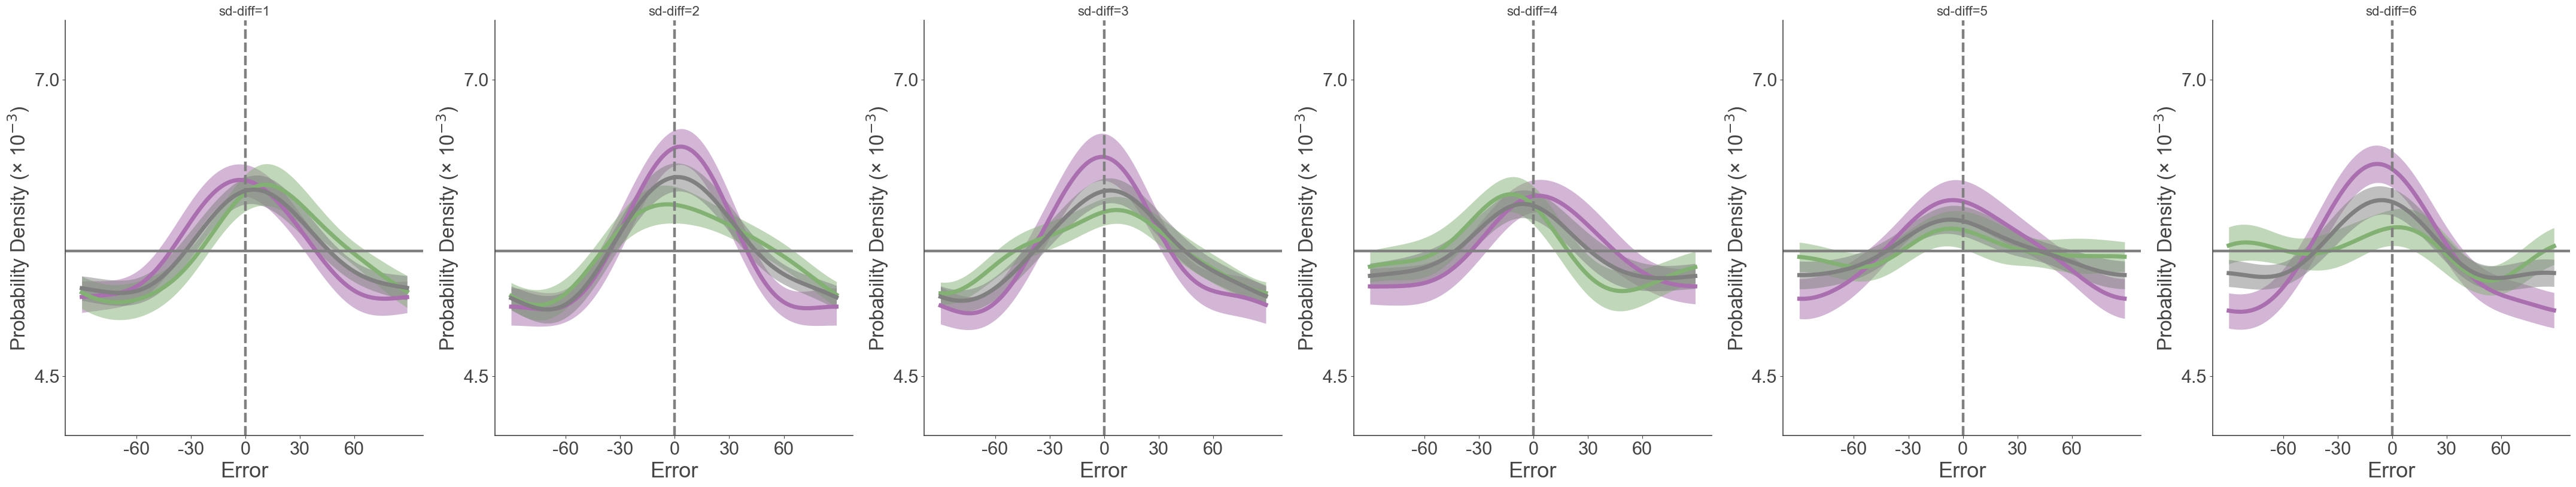 sd-diff=1
7.0
4.5
Probability Density (× 10⁻³)
-60 -30 0 30 60
Error
sd-diff=2
7.0
4.5
Probability Density (× 10⁻³)
-60 -30 0 30 60
Error
sd-diff=3
7.0
4.5
Probability Density (× 10⁻³)
-60 -30 0 30 60
Error
sd-diff=4
7.0
4.5
Probability Density (× 10⁻³)
-60 -30 0 30 60
Error
sd-diff=5
7.0
4.5
Probability Density (× 10⁻³)
-60 -30 0 30 60
Error
sd-diff=6
7.0
4.5
Probability Density (× 10⁻³)
-60 -30 0 30 60
Error